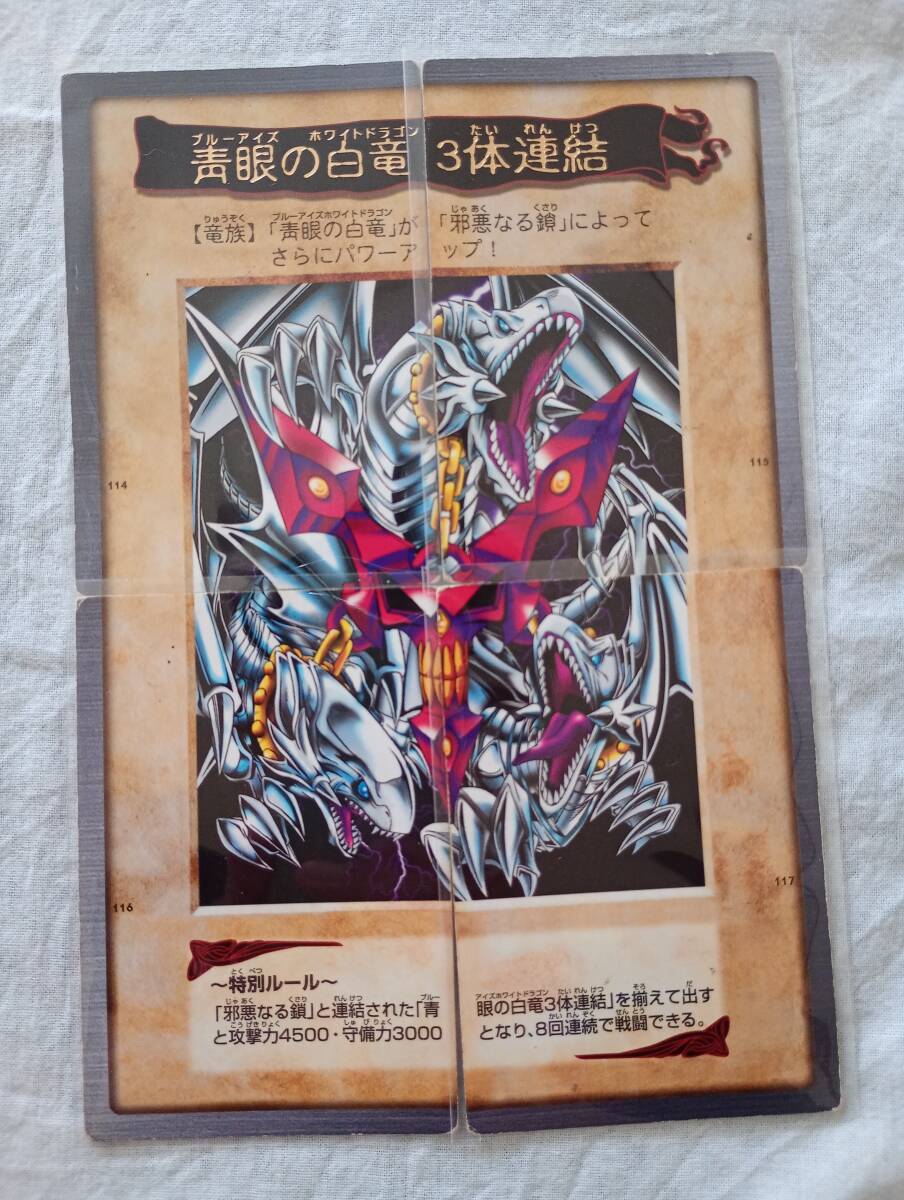 ブルーアイズ ホワイトドラゴン たい れん けつ
青眼の白竜 3体連結
りゅうぞく ブルーアイズホワイトドラゴン じゃ あく くさり
【竜族】「青眼の白竜」が「邪悪なる鎖」によって
さらにパワーアップ！
114
115
116
117
とく べつ
～特別ルール～
じゃ あく くさり れん けつ ブルー アイズホワイトドラゴン たい れん けつ そろ だ
「邪悪なる鎖」と連結された「青眼の白竜3体連結」を揃えて出す
こう げき りょく しゅ び りょく かい れん ぞく せん とう
と攻撃力4500・守備力3000となり、8回連続で戦闘できる。